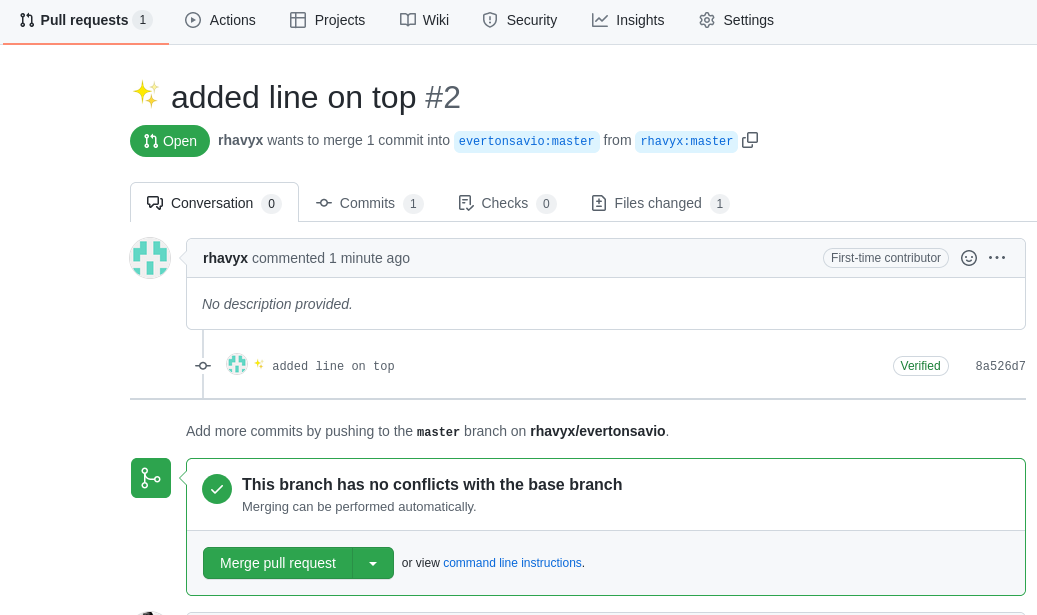 Pull requests 1 Actions Projects Wiki Security Insights Settings
✨ added line on top #2
Open rhavyx wants to merge 1 commit into evertonsavio:master from rhavyx:master
Conversation 0 Commits 1 Checks 0 Files changed 1
rhavyx commented 1 minute ago First-time contributor
No description provided.
✨ added line on top Verified 8a526d7
Add more commits by pushing to the master branch on rhavyx/evertonsavio.
This branch has no conflicts with the base branch
Merging can be performed automatically.
Merge pull request or view command line instructions.